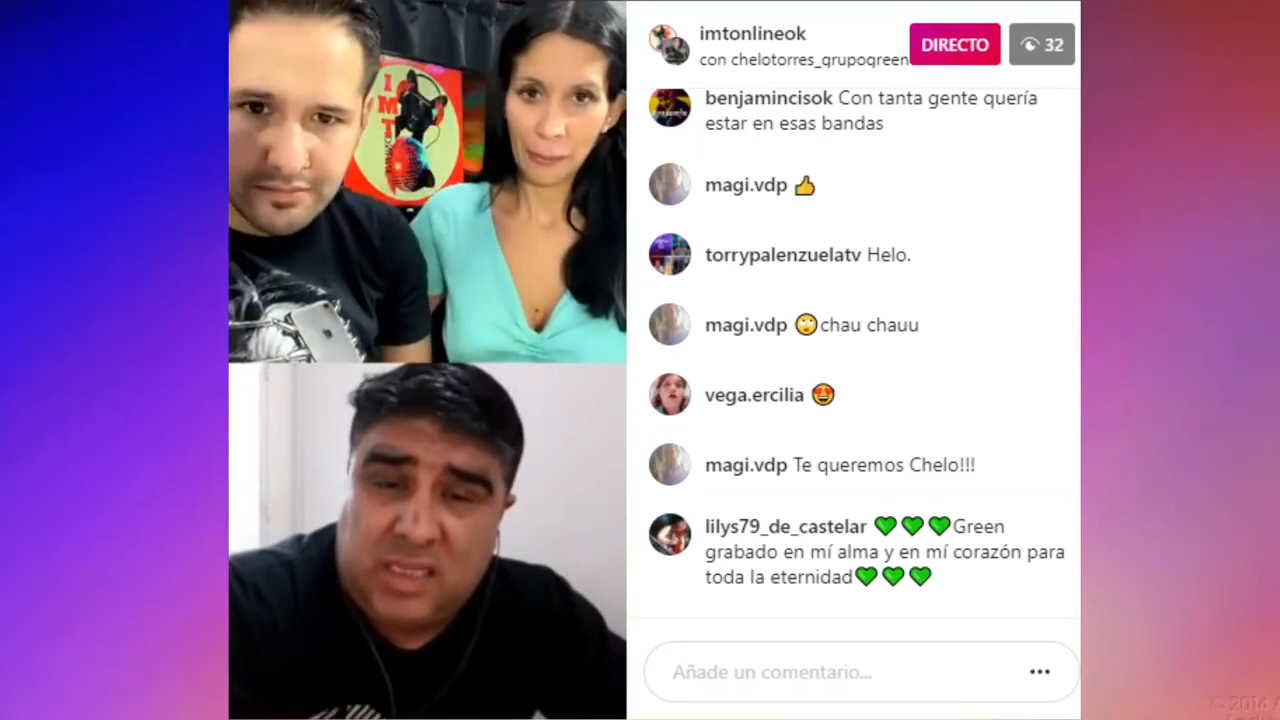 imtonlineok
con chelotorres_grupogreen
DIRECTO
32
benjamincisok Con tanta gente quería
estar en esas bandas
magi.vdp 👍
torrypalenzuelatv Helo.
magi.vdp 🙄chau chauu
vega.ercilia 😍
magi.vdp Te queremos Chelo!!!
lilys79_de_castelar 💚💚💚Green
grabado en mí alma y en mí corazón para
toda la eternidad💚💚💚
Añade un comentario...
IMT
© 2014